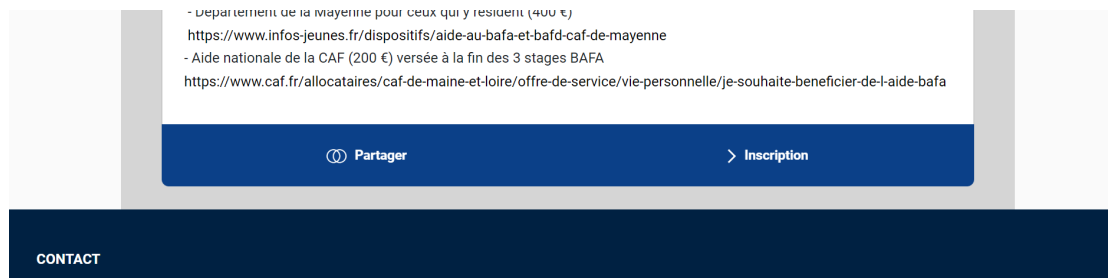 - Département de la Mayenne pour ceux qui y résident (400 €)
https://www.infos-jeunes.fr/dispositifs/aide-au-bafa-et-bafd-caf-de-mayenne
- Aide nationale de la CAF (200 €) versée à la fin des 3 stages BAFA
https://www.caf.fr/allocataires/caf-de-maine-et-loire/offre-de-service/vie-personnelle/je-souhaite-beneficier-de-l-aide-bafa
Partager
Inscription
CONTACT